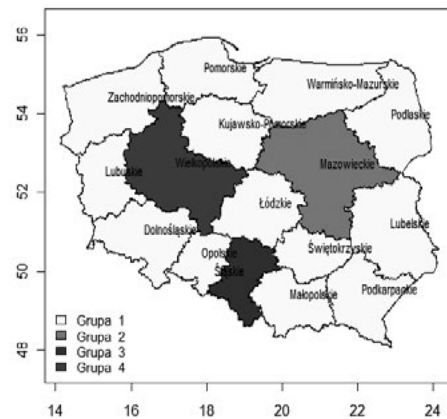 56
54
52
50
48
Pomorskie
Warmińsko-Mazurskie
Zachodniopomorskie
Podlaskie
Kujawsko-Pomorskie
Wielkopolskie
Mazowieckie
Lubuskie
Łódzkie
Lubelskie
Dolnośląskie
Opolskie
Świętokrzyskie
Śląskie
Małopolskie
Podkarpackie
Grupa 1
Grupa 2
Grupa 3
Grupa 4
14 16 18 20 22 24